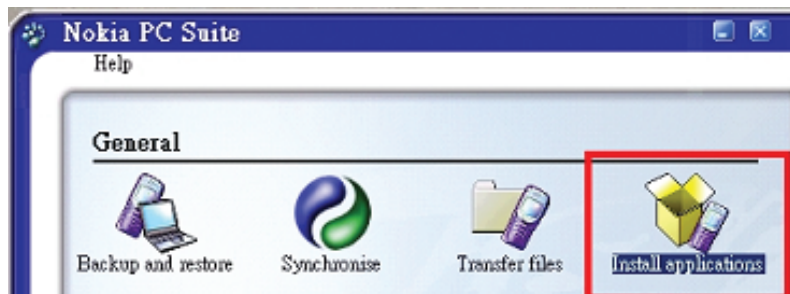 Nokia PC Suite
Help
General
Backup and restore Synchronise Transfer files Install applications